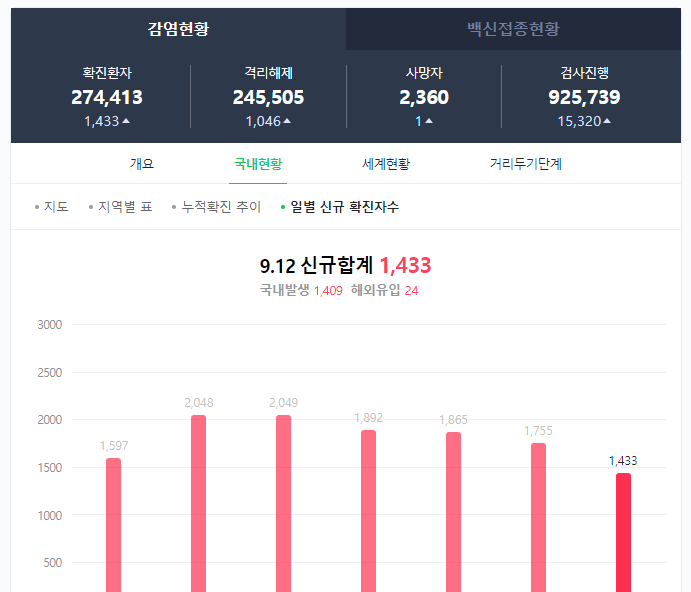 감염현황 백신접종현황
확진환자 격리해제 사망자 검사진행
274,413 245,505 2,360 925,739
1,433 1,046 1 15,320
개요 국내현황 세계현황 거리두기단계
지도 지역별 표 누적확진 추이 일별 신규 확진자수
9.12 신규합계 1,433
국내발생 1,409 해외유입 24
3000
2500
2,048 2,049
2000
1,892 1,865
1,755
1,597
1,433
1500
1000
500